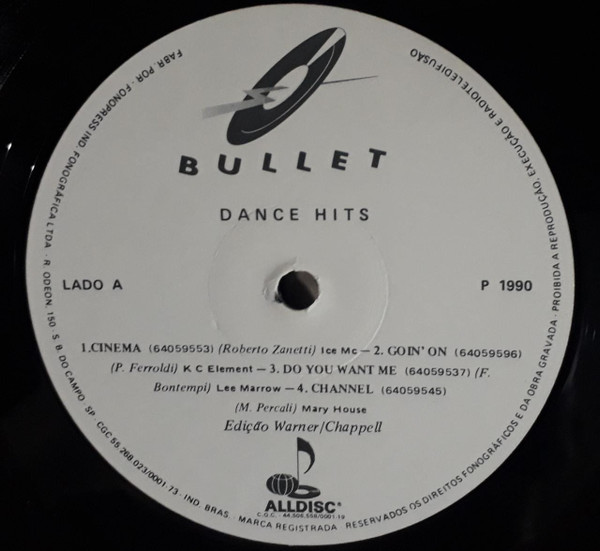 BULLET
DANCE HITS
LADO A
P 1990
1.CINEMA (64059553) (Roberto Zanetti) Ice Mc — 2. GOIN' ON (64059596)
(P. Ferroldi) K C Element — 3. DO YOU WANT ME (64059537) (F.
Bontempi) Lee Marrow — 4. CHANNEL (64059545)
(M. Percali) Mary House
Edição Warner/Chappell
ALLDISC®
FABR. POR. - FONOPRESS IND. FONOGRÁFICA LTDA - R. ODEON, 150 - S. B. DO CAMPO, SP - CGC 55 268 023/0001 73 - IND. BRAS. - MARCA REGISTRADA RESERVADOS OS DIREITOS FONOGRÁFICOS E DA OBRA GRAVADA - PROIBIDA A REPRODUÇÃO, EXECUÇÃO E RADIOTELEDIFUSÃO